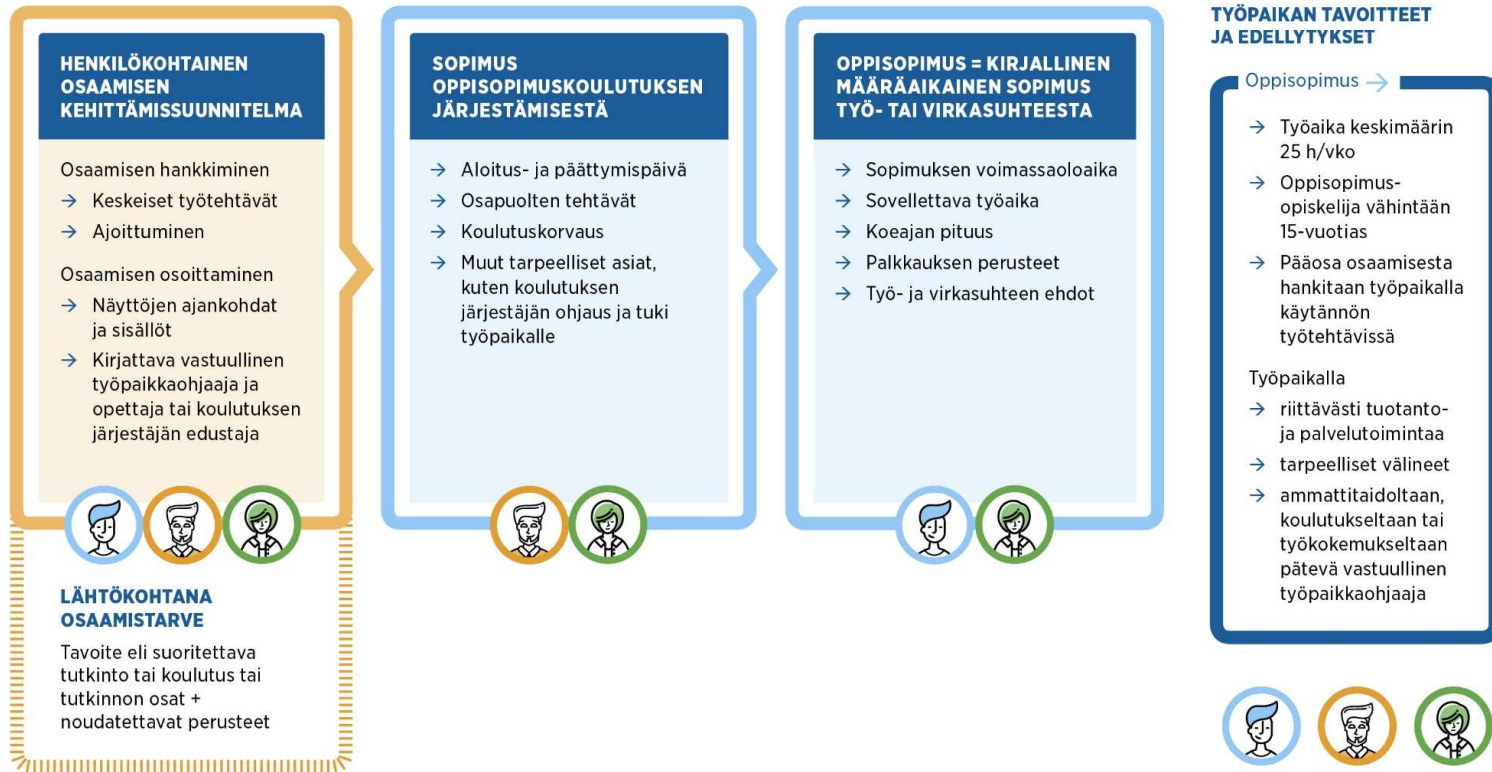 HENKILÖKOHTAINEN
OSAAMISEN
KEHITTÄMISSUUNNITELMA
Osaamisen hankkiminen
→ Keskeiset työtehtävät
→ Ajoittuminen
Osaamisen osoittaminen
→ Näyttöjen ajankohdat
ja sisällöt
→ Kirjattava vastuullinen
työpaikkaohjaaja ja
opettaja tai koulutuksen
järjestäjän edustaja
LÄHTÖKOHTANA
OSAAMISTARVE
Tavoite eli suoritettava
tutkinto tai koulutus tai
tutkinnon osat +
noudatettavat perusteet
SOPIMUS
OPPISOPIMUSKOULUTUKSEN
JÄRJESTÄMISESTÄ
→ Aloitus- ja päättymispäivä
→ Osapuolten tehtävät
→ Koulutuskorvaus
→ Muut tarpeelliset asiat,
kuten koulutuksen
järjestäjän ohjaus ja tuki
työpaikalle
OPPISOPIMUS = KIRJALLINEN
MÄÄRÄAIKAINEN SOPIMUS
TYÖ- TAI VIRKASUHTEESTA
→ Sopimuksen voimassaoloaika
→ Sovellettava työaika
→ Koeajan pituus
→ Palkkauksen perusteet
→ Työ- ja virkasuhteen ehdot
TYÖPAIKAN TAVOITTEET
JA EDELLYTYKSET
Oppisopimus →
→ Työaika keskimäärin
25 h/vko
→ Oppisopimus-
opiskelija vähintään
15-vuotias
→ Pääosa osaamisesta
hankitaan työpaikalla
käytännön
työtehtävissä
Työpaikalla
→ riittävästi tuotanto-
ja palvelutoimintaa
→ tarpeelliset välineet
→ ammattitaidoltaan,
koulutukseltaan tai
työkokemukseltaan
pätevä vastuullinen
työpaikkaohjaaja